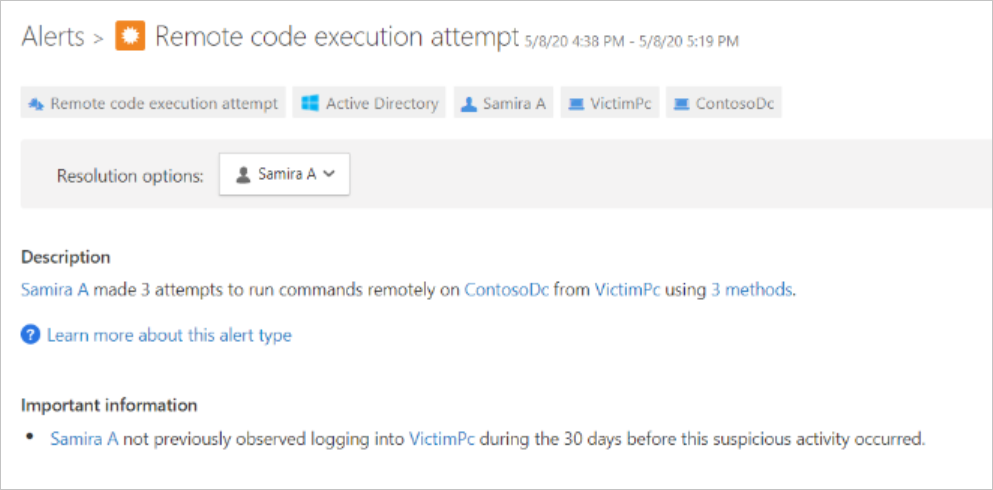 Alerts > Remote code execution attempt 5/8/20 4:38 PM - 5/8/20 5:19 PM
Remote code execution attempt Active Directory Samira A VictimPc ContosoDc
Resolution options: Samira A
Description
Samira A made 3 attempts to run commands remotely on ContosoDc from VictimPc using 3 methods.
? Learn more about this alert type
Important information
• Samira A not previously observed logging into VictimPc during the 30 days before this suspicious activity occurred.